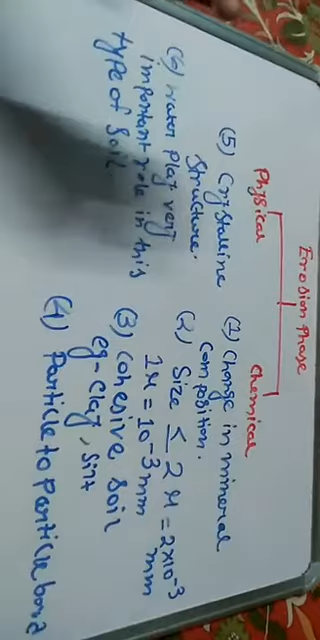 Erosion phase
Physical
Chemical
(1) Change in mineral
composition.
(2) Size ≤ 2 μ = 2×10⁻³
mm
1μ = 10⁻³ mm
(3) Cohesive soil
eg - Clay, Silt
(4) Particle to particle bond
(5) Crystalline
Structure.
(6) Water play very
important role in this
type of Soil